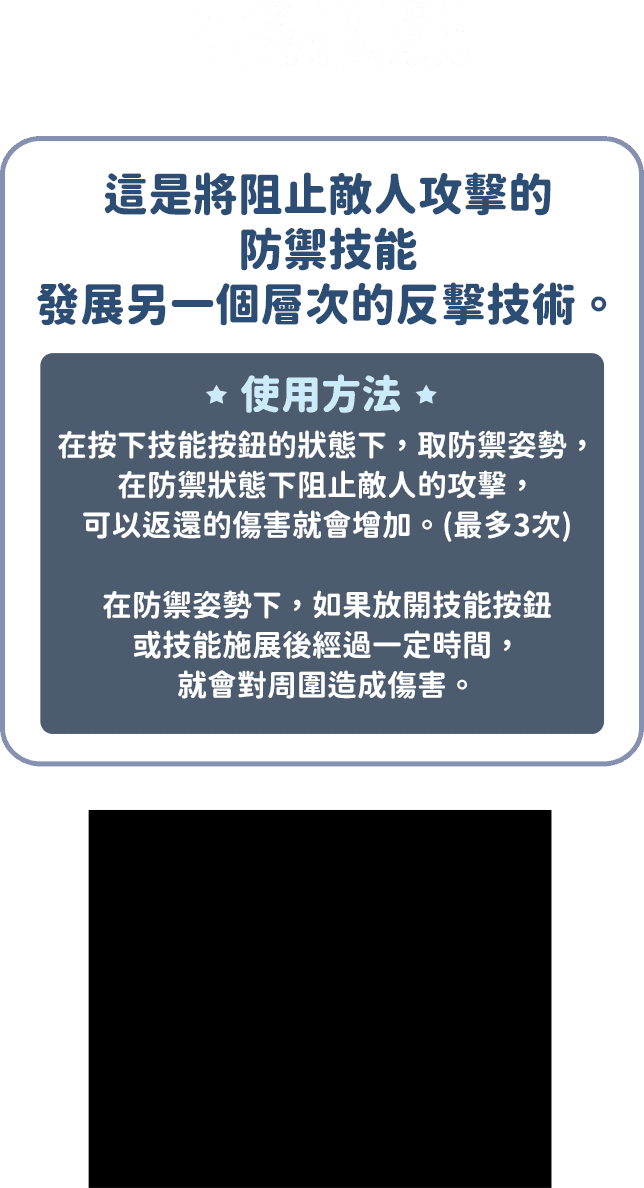 這是將阻止敵人攻擊的
防禦技能
發展另一個層次的反擊技術。
使用方法
在按下技能按鈕的狀態下，取防禦姿勢，
在防禦狀態下阻止敵人的攻擊，
可以返還的傷害就會增加。(最多3次)
在防禦姿勢下，如果放開技能按鈕
或技能施展後經過一定時間，
就會對周圍造成傷害。